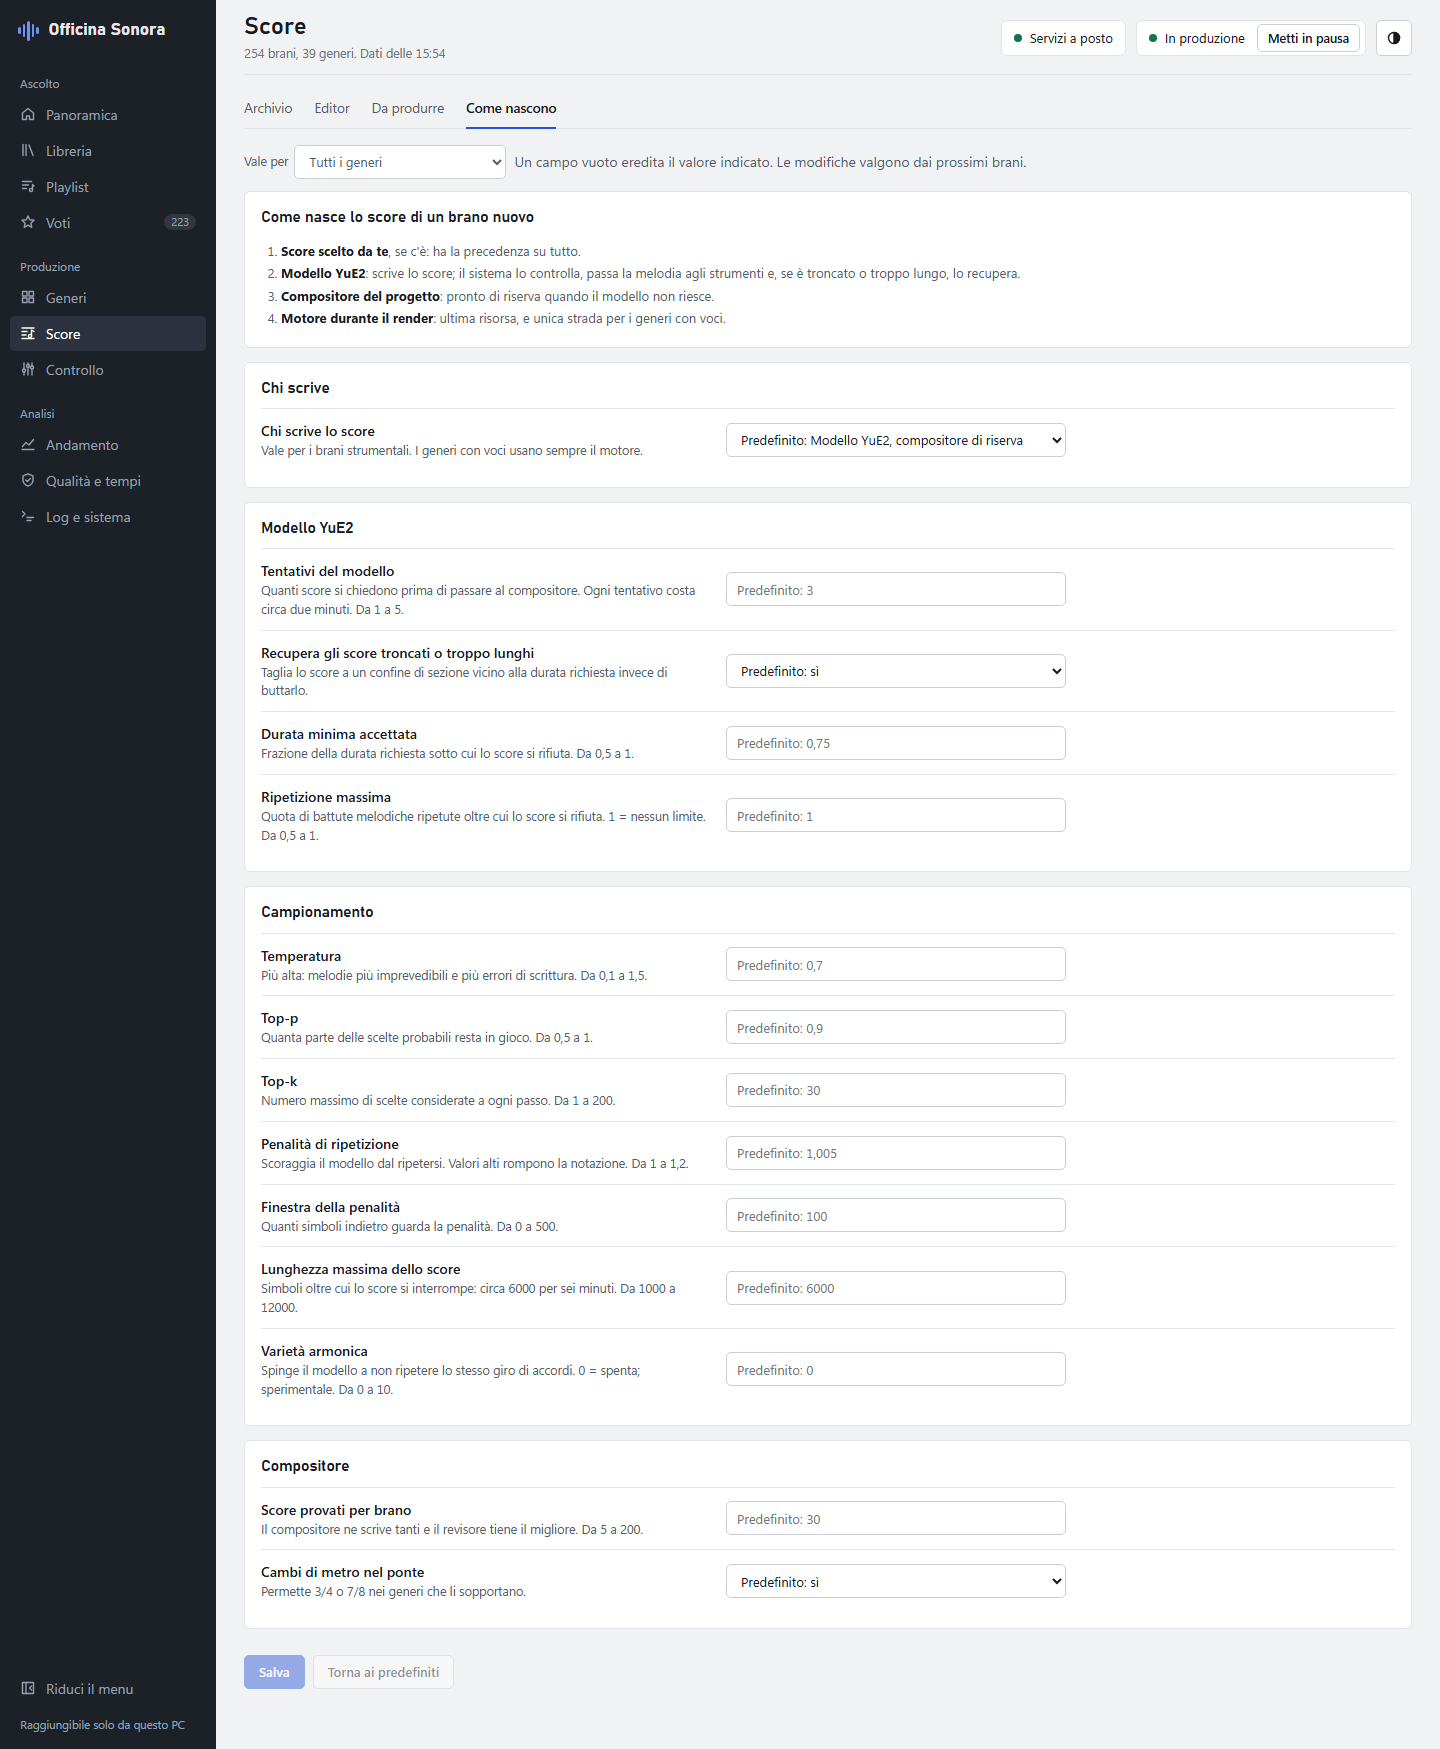 Officina Sonora
Ascolto
Panoramica
Libreria
Playlist
Voti
223
Produzione
Generi
Score
Controllo
Analisi
Andamento
Qualità e tempi
Log e sistema
Riduci il menu
Raggiungibile solo da questo PC
Score
254 brani, 39 generi. Dati delle 15:54
Servizi a posto
In produzione
Metti in pausa
Archivio
Editor
Da produrre
Come nascono
Vale per
Tutti i generi
Un campo vuoto eredita il valore indicato. Le modifiche valgono dai prossimi brani.
Come nasce lo score di un brano nuovo
1. Score scelto da te, se c'è: ha la precedenza su tutto.
2. Modello YuE2: scrive lo score; il sistema lo controlla, passa la melodia agli strumenti e, se è troncato o troppo lungo, lo recupera.
3. Compositore del progetto: pronto di riserva quando il modello non riesce.
4. Motore durante il render: ultima risorsa, e unica strada per i generi con voci.
Chi scrive
Chi scrive lo score
Vale per i brani strumentali. I generi con voci usano sempre il motore.
Predefinito: Modello YuE2, compositore di riserva
Modello YuE2
Tentativi del modello
Quanti score si chiedono prima di passare al compositore. Ogni tentativo costa
circa due minuti. Da 1 a 5.
Predefinito: 3
Recupera gli score troncati o troppo lunghi
Taglia lo score a un confine di sezione vicino alla durata richiesta invece di
buttarlo.
Predefinito: sì
Durata minima accettata
Frazione della durata richiesta sotto cui lo score si rifiuta. Da 0,5 a 1.
Predefinito: 0,75
Ripetizione massima
Quota di battute melodiche ripetute oltre cui lo score si rifiuta. 1 = nessun limite.
Da 0,5 a 1.
Predefinito: 1
Campionamento
Temperatura
Più alta: melodie più imprevedibili e più errori di scrittura. Da 0,1 a 1,5.
Predefinito: 0,7
Top-p
Quanta parte delle scelte probabili resta in gioco. Da 0,5 a 1.
Predefinito: 0,9
Top-k
Numero massimo di scelte considerate a ogni passo. Da 1 a 200.
Predefinito: 30
Penalità di ripetizione
Scoraggia il modello dal ripetersi. Valori alti rompono la notazione. Da 1 a 1,2.
Predefinito: 1,005
Finestra della penalità
Quanti simboli indietro guarda la penalità. Da 0 a 500.
Predefinito: 100
Lunghezza massima dello score
Simboli oltre cui lo score si interrompe: circa 6000 per sei minuti. Da 1000 a
12000.
Predefinito: 6000
Varietà armonica
Spinge il modello a non ripetere lo stesso giro di accordi. 0 = spenta;
sperimentale. Da 0 a 10.
Predefinito: 0
Compositore
Score provati per brano
Il compositore ne scrive tanti e il revisore tiene il migliore. Da 5 a 200.
Predefinito: 30
Cambi di metro nel ponte
Permette 3/4 o 7/8 nei generi che li sopportano.
Predefinito: sì
Salva
Torna ai predefiniti